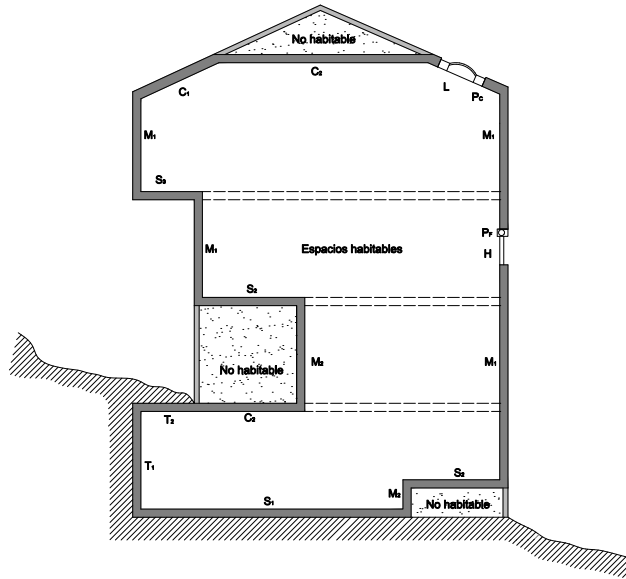 No habitable
C₂
C₁
L
Pc
M₁
M₁
S₃
PF
M₁
Espacios habitables
H
S₂
No habitable
M₂
M₁
T₂
C₂
T₁
S₂
M₂
S₁
No habitable